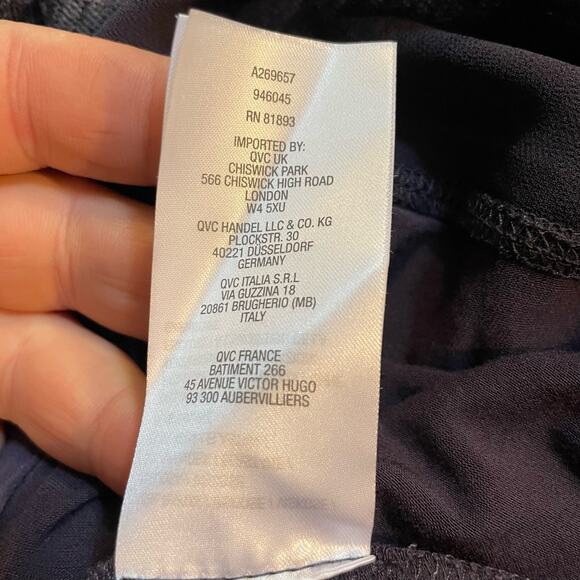 A269657
946045
RN 81893
IMPORTED BY:
QVC UK
CHISWICK PARK
566 CHISWICK HIGH ROAD
LONDON
W4 5XU
QVC HANDEL LLC & CO. KG
PLOCKSTR. 30
40221 DÜSSELDORF
GERMANY
QVC ITALIA S.R.L
VIA GUZZINA 18
20861 BRUGHERIO (MB)
ITALY
QVC FRANCE
BATIMENT 266
45 AVENUE VICTOR HUGO
93 300 AUBERVILLIERS